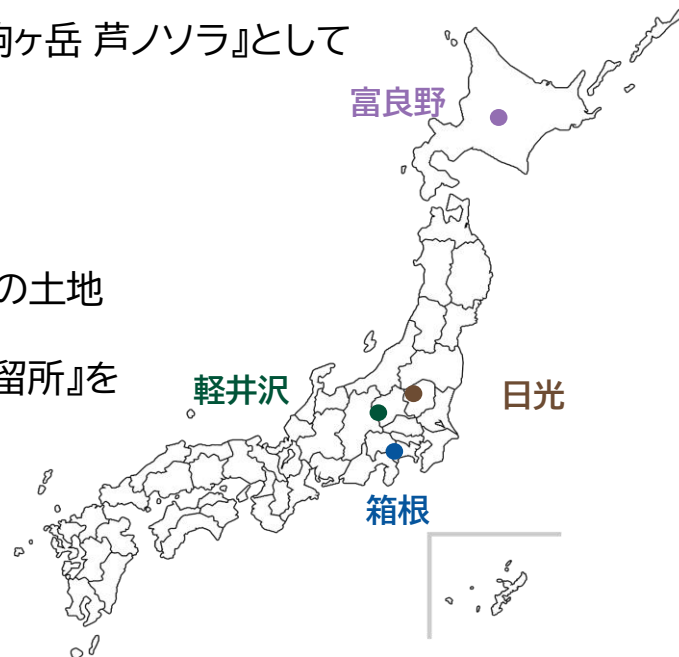 駒ヶ岳 芦ノソラ』として
富良野
の土地
留所』を
軽井沢
日光
箱根